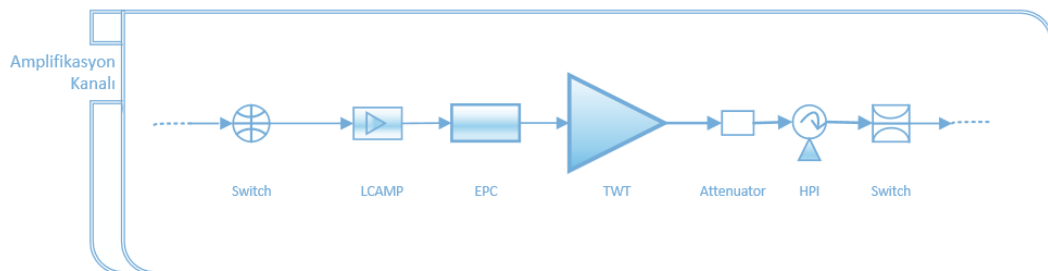 Amplifikasyon
Kanalı
Switch
LCAMP
EPC
TWT
Attenuator
HPI
Switch